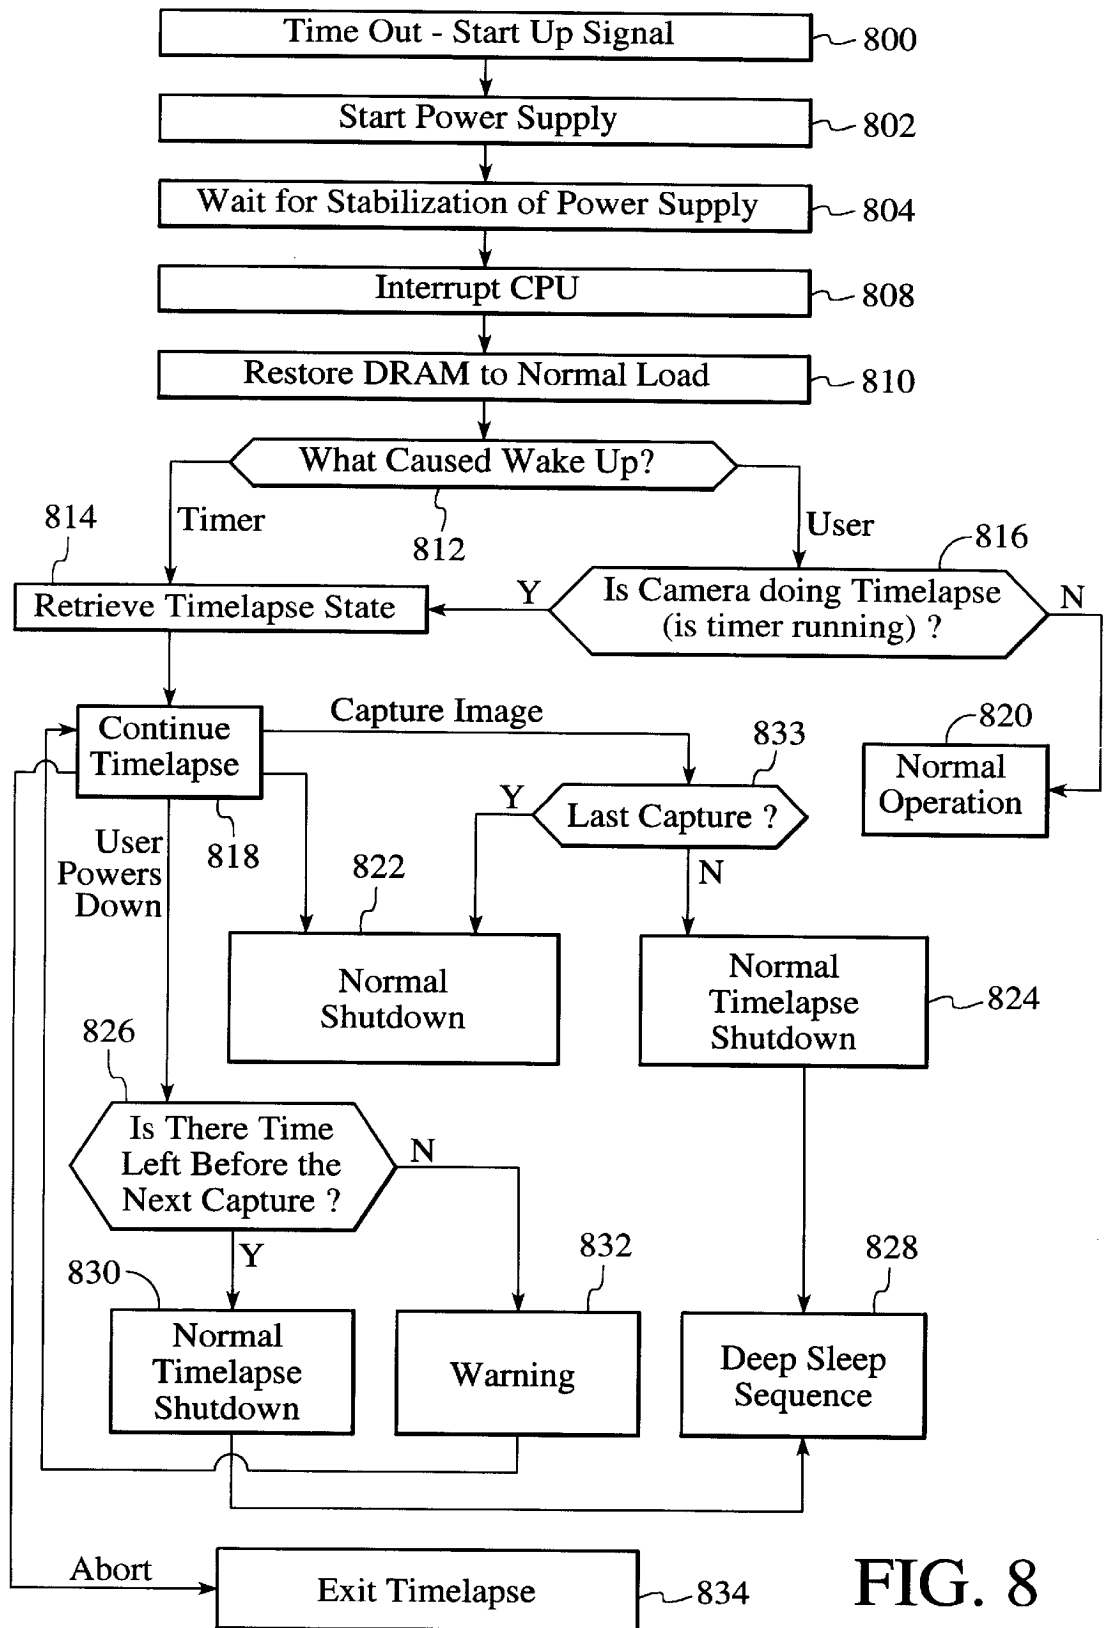 Time Out - Start Up Signal
800
Start Power Supply
802
Wait for Stabilization of Power Supply
804
Interrupt CPU
808
Restore DRAM to Normal Load
810
What Caused Wake Up?
812
Timer
User
814
Retrieve Timelapse State
816
Is Camera doing Timelapse
(is timer running) ?
Y
N
Continue
Timelapse
818
Capture Image
833
Last Capture ?
Y
N
820
Normal
Operation
User
Powers
Down
822
Normal
Shutdown
Normal
Timelapse
Shutdown
824
826
Is There Time
Left Before the
Next Capture ?
N
Y
830
Normal
Timelapse
Shutdown
832
Warning
828
Deep Sleep
Sequence
Abort
Exit Timelapse
834
FIG. 8